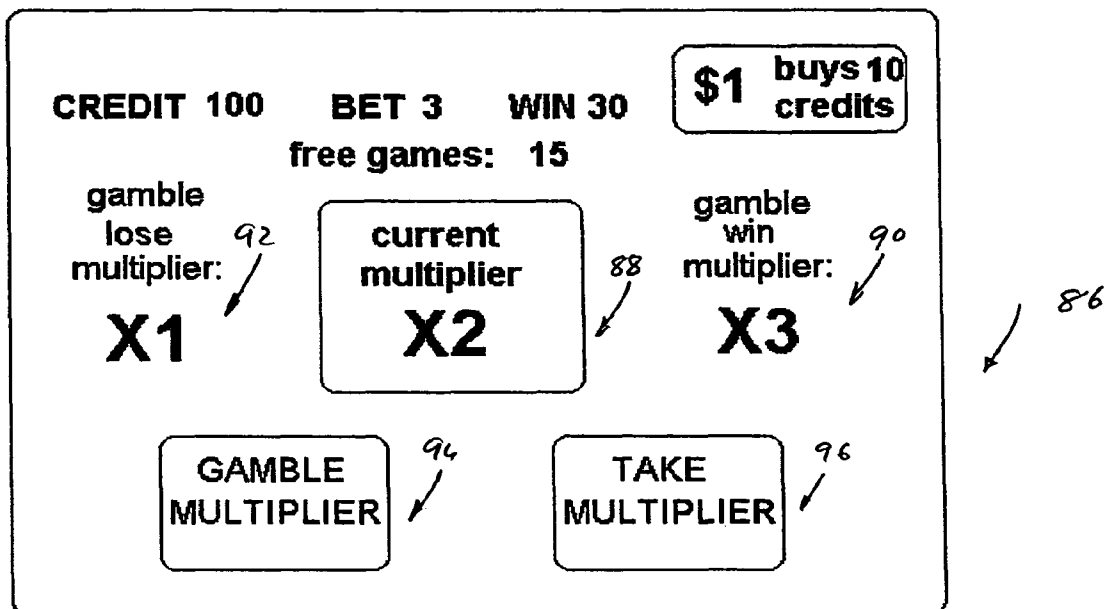 CREDIT 100 BET 3 WIN 30 $1 buys 10
credits
free games: 15
gamble
lose
multiplier:
X1
92
current
multiplier
X2
88
gamble
win
multiplier:
X3
90
86
GAMBLE
MULTIPLIER
94
TAKE
MULTIPLIER
96